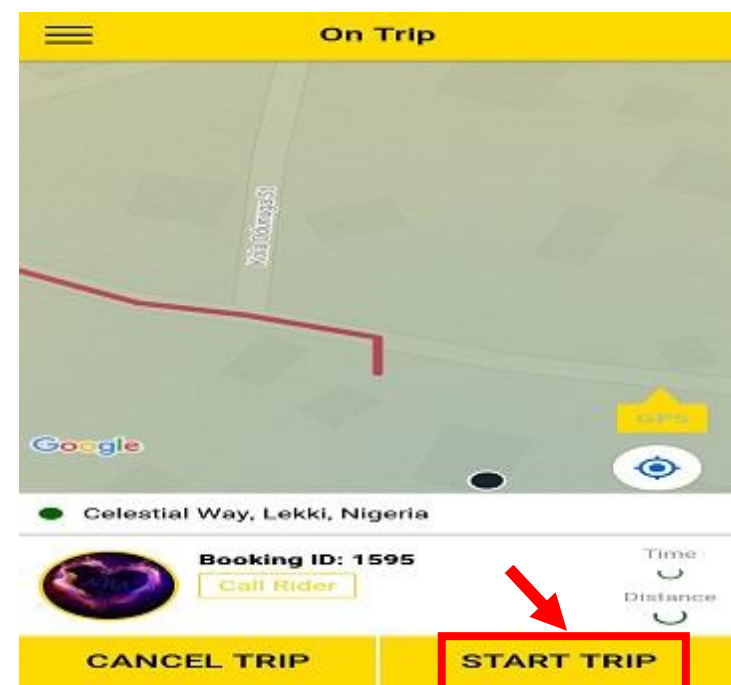 On Trip
GPS
Google
Celestial Way, Lekki, Nigeria
Booking ID: 1595
Call Rider
Time
Distance
CANCEL TRIP
START TRIP